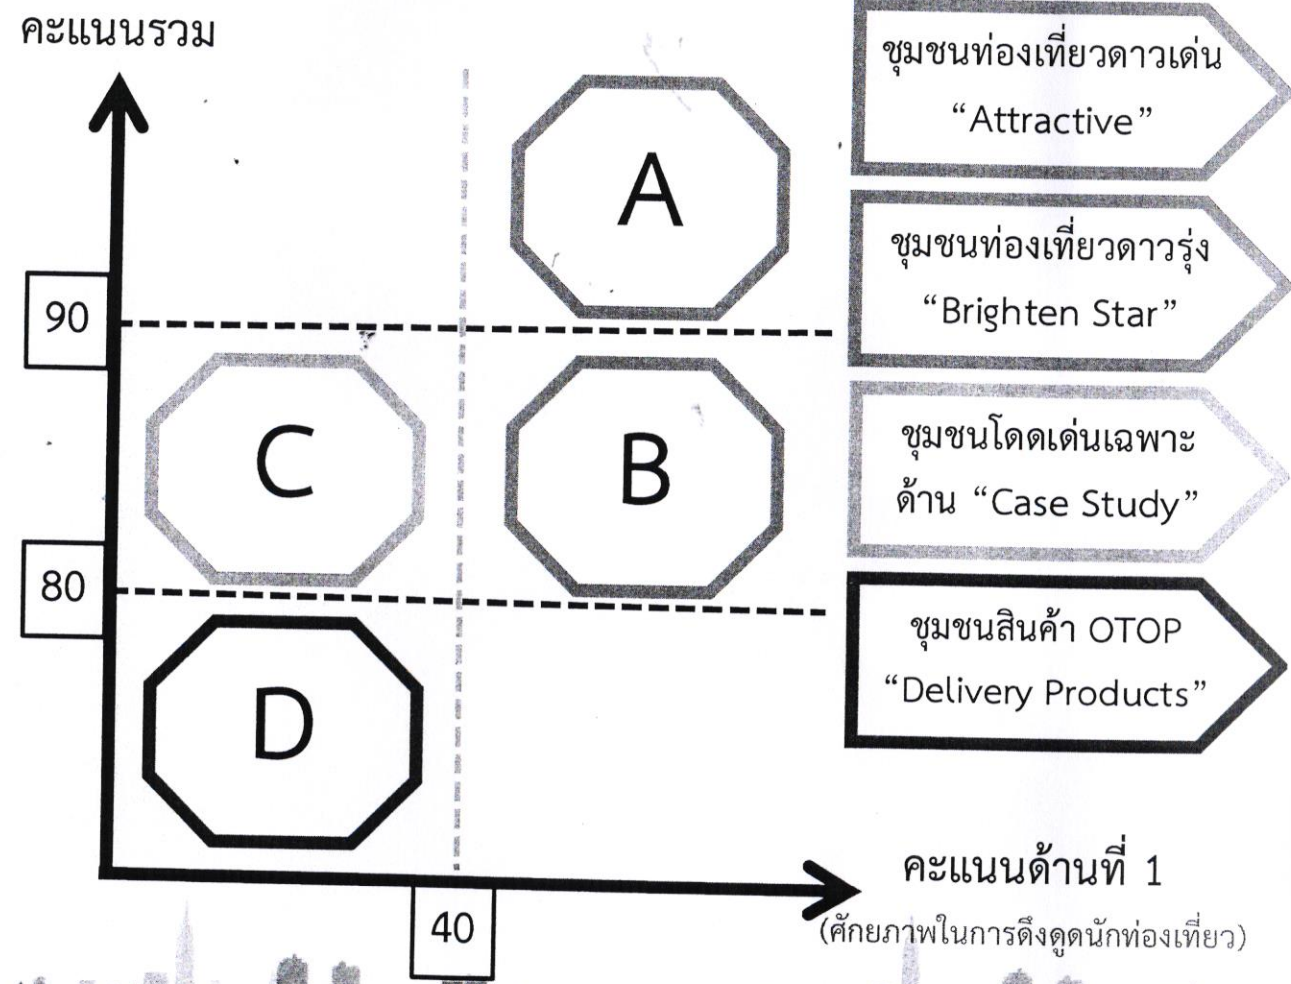 คะแนนรวม
ชุมชนท่องเที่ยวดาวเด่น
“Attractive”
A
ชุมชนท่องเที่ยวดาวรุ่ง
“Brighten Star”
90
C
B
ชุมชนโดดเด่นเฉพาะ
ด้าน “Case Study”
80
D
ชุมชนสินค้า OTOP
“Delivery Products”
คะแนนด้านที่ 1
(ศักยภาพในการดึงดูดนักท่องเที่ยว)
40